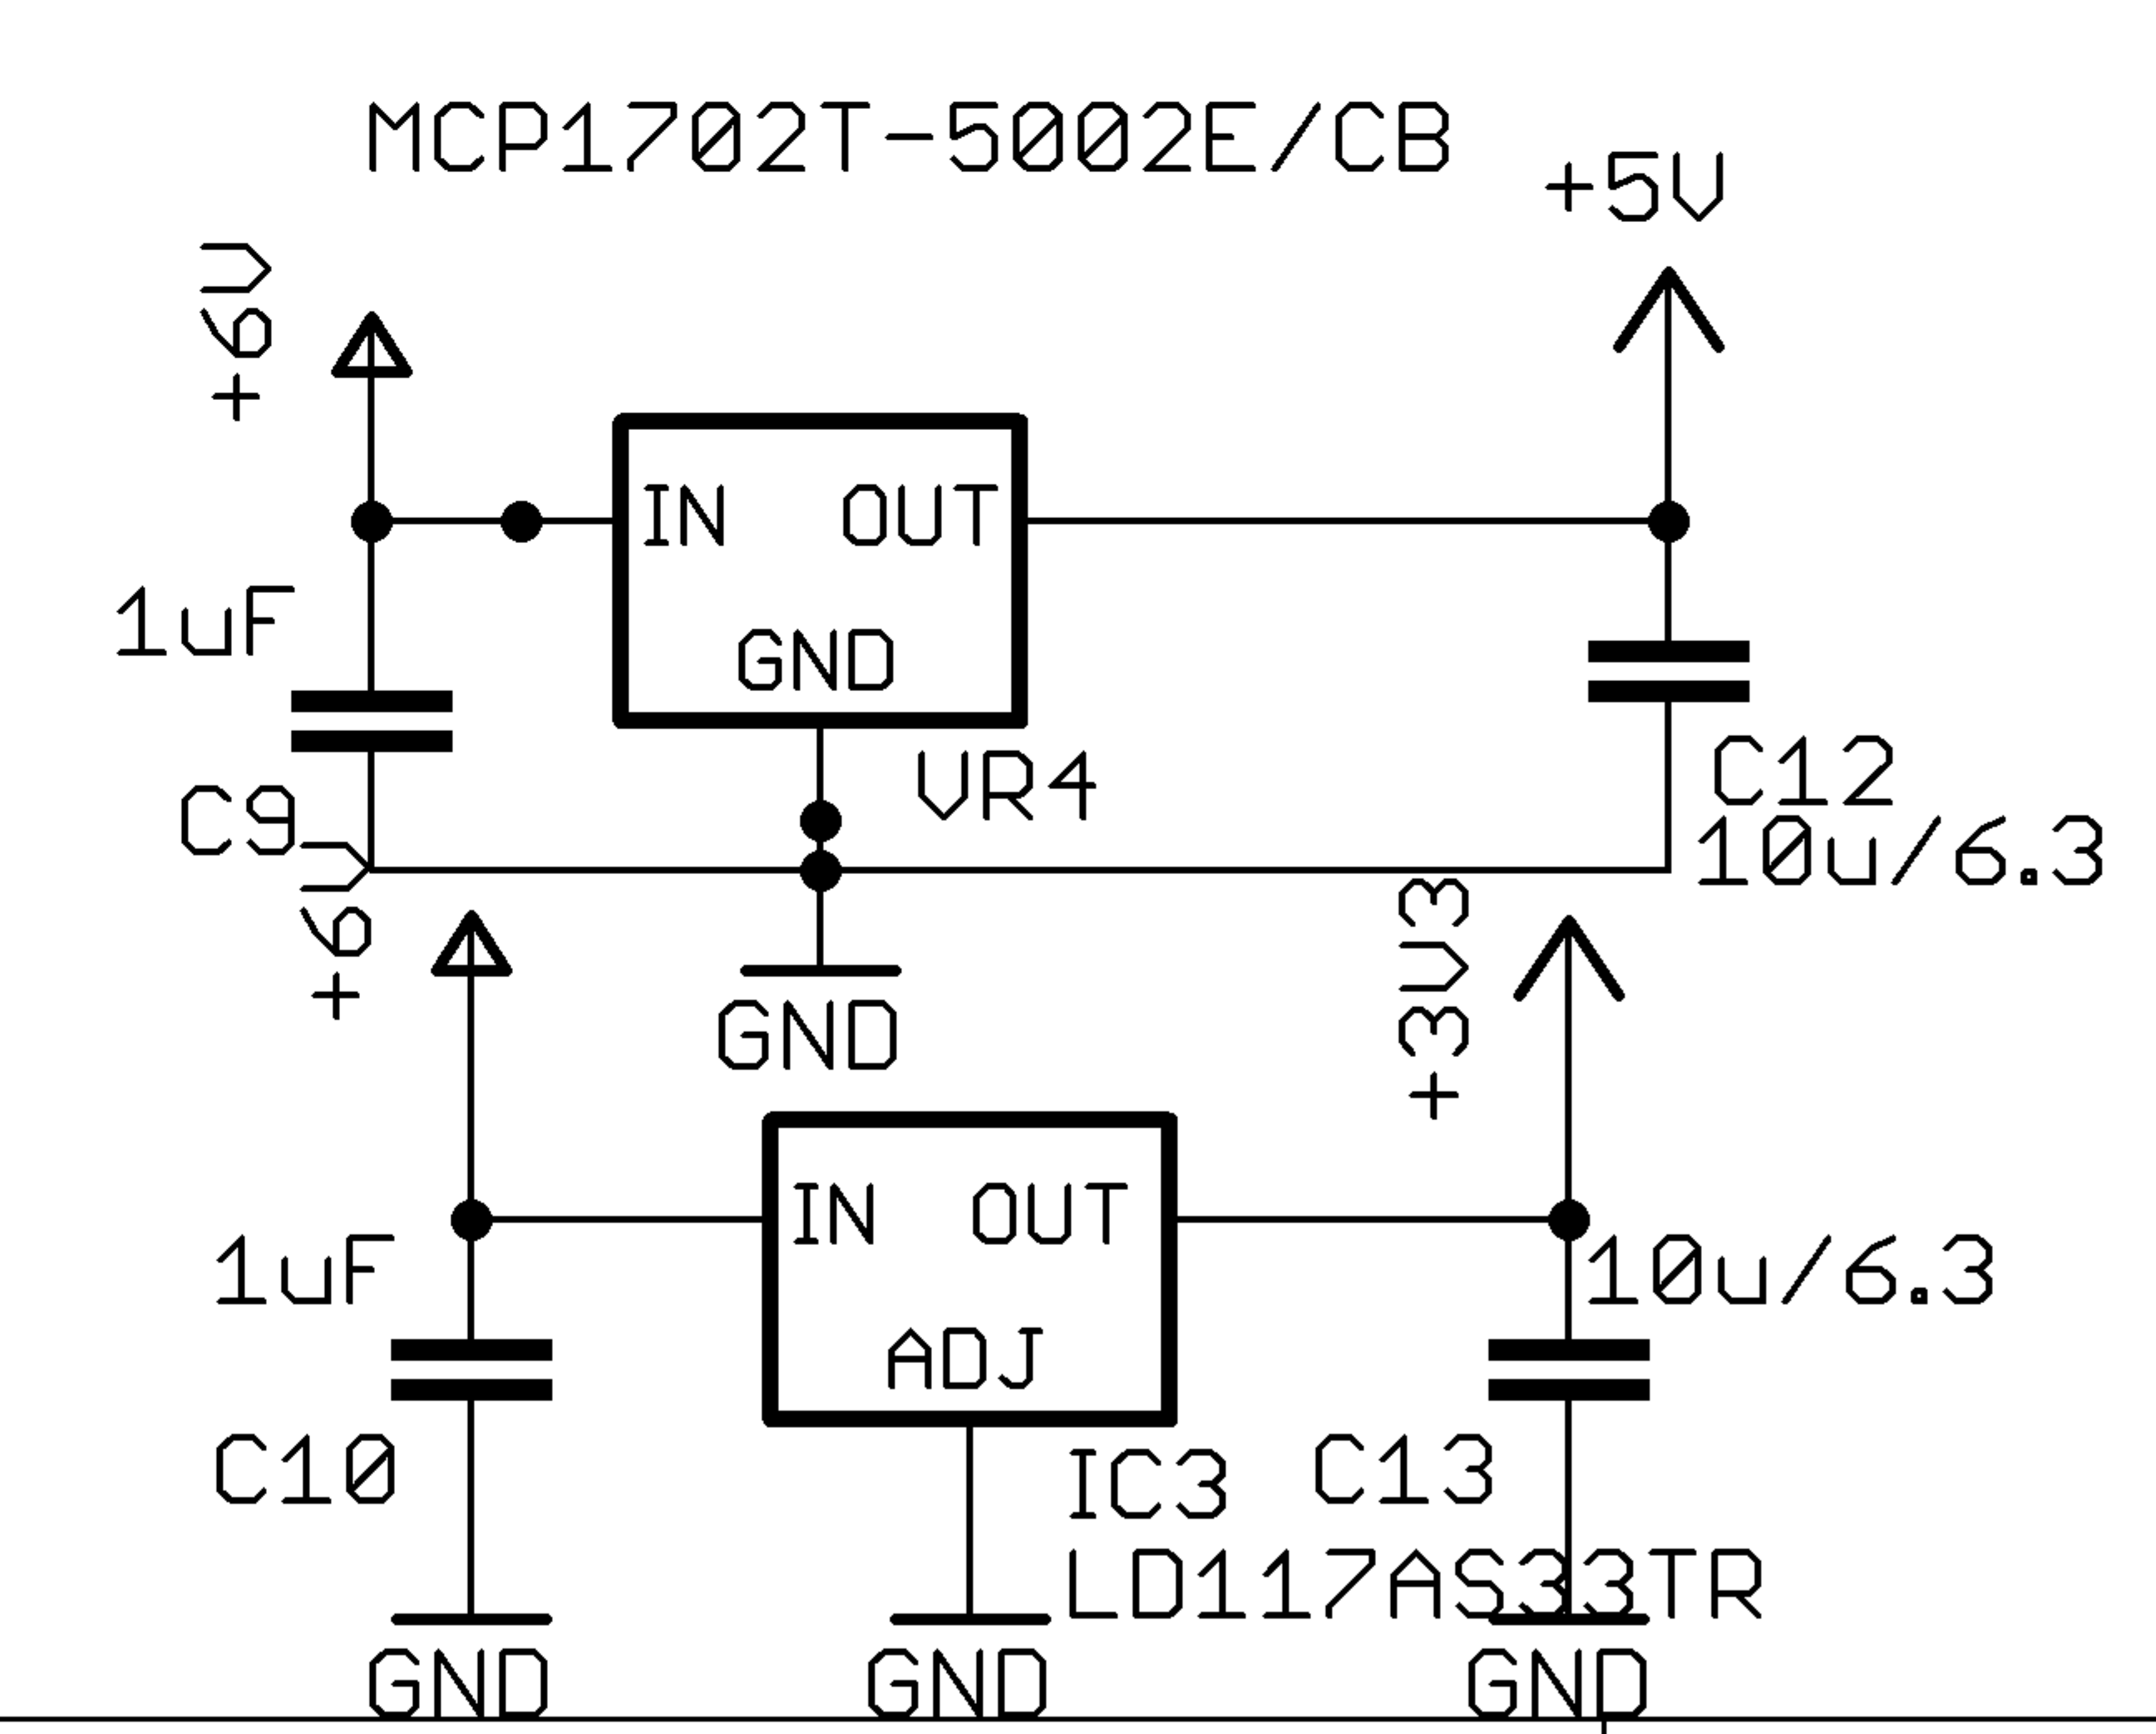 MCP1702T-5002E/CB
+5V
+6V
IN OUT
1uF
GND
VR4
C12
C9
10u/6.3
+6V
+3V3
GND
IN OUT
1uF
10u/6.3
ADJ
C10
IC3
C13
LD117AS33TR
GND
GND
GND